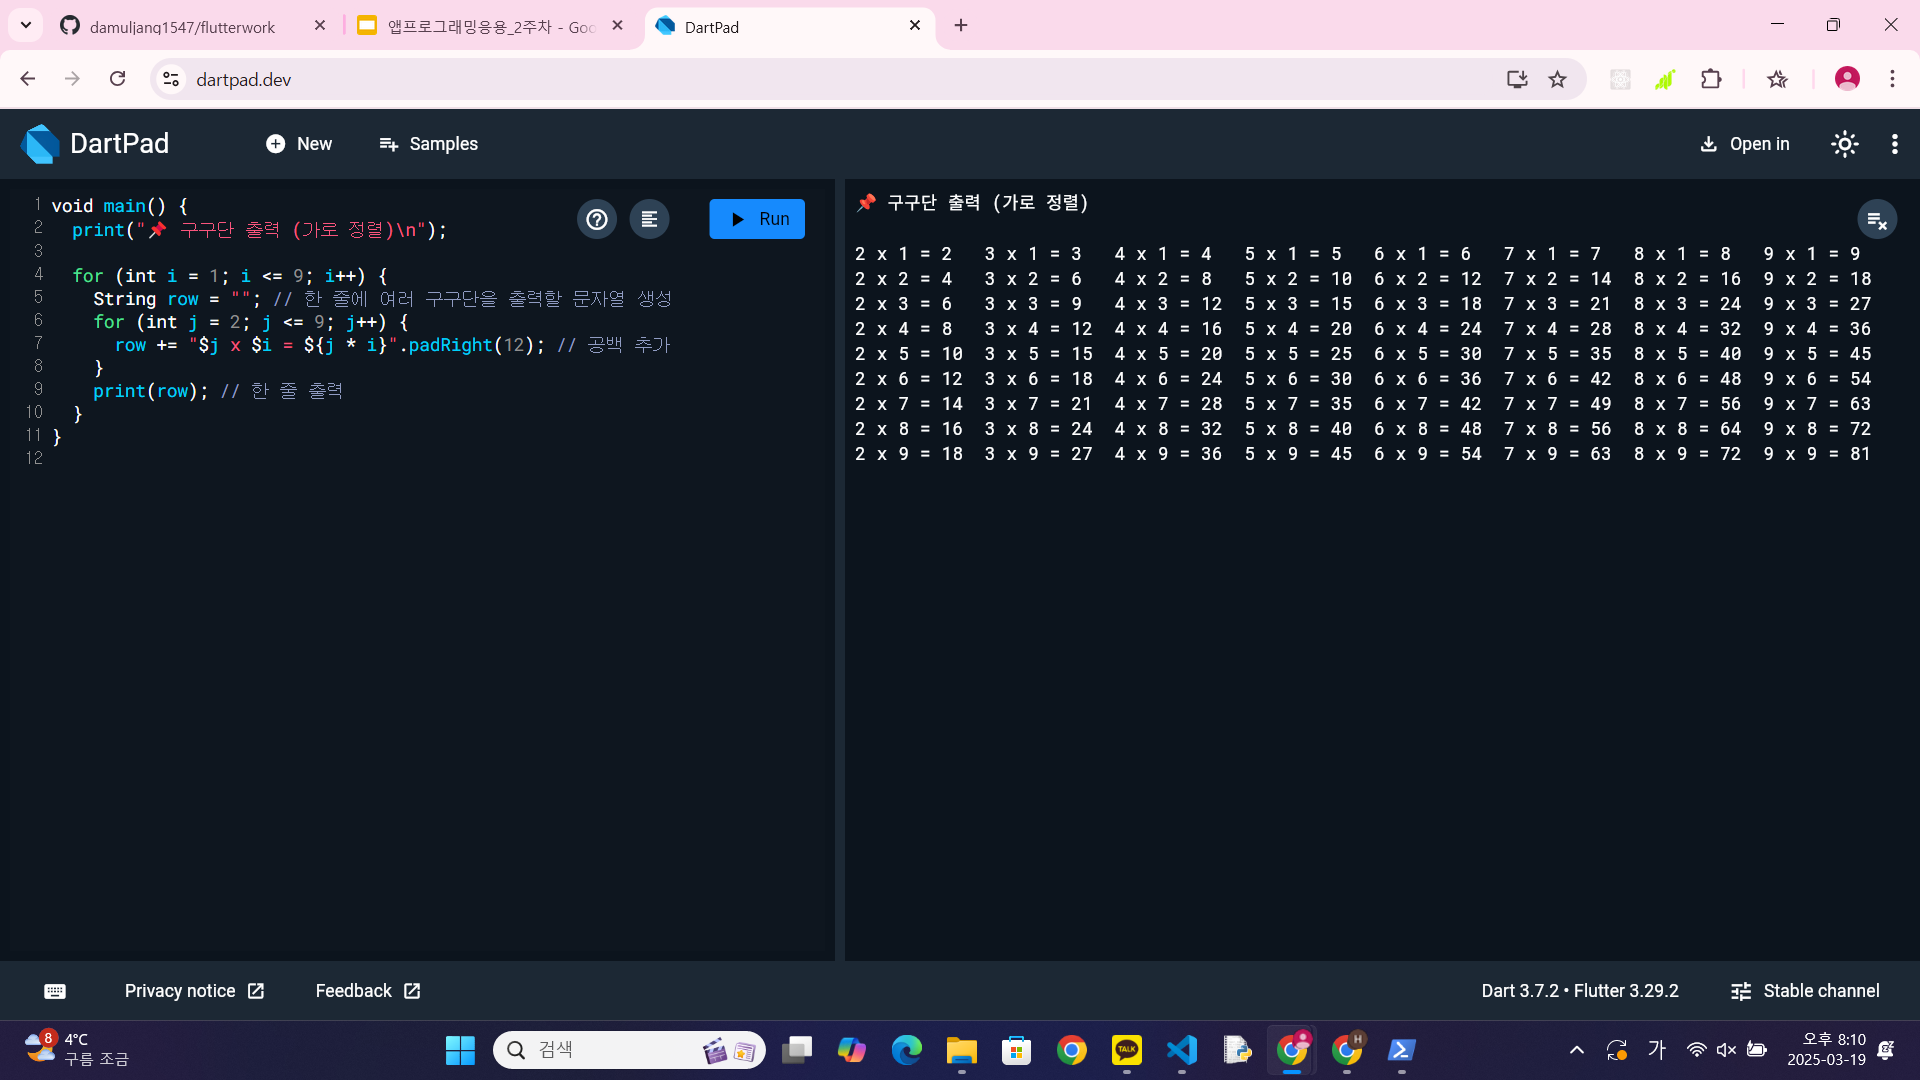 damuljang1547/flutterwork
앱프로그래밍응용_2주차 - Goo
DartPad
dartpad.dev
DartPad
New
Samples
Open in
1 void main() {
2 print("📌 구구단 출력 (가로 정렬)\n");
3
4 for (int i = 1; i <= 9; i++) {
5 String row = ""; // 한 줄에 여러 구구단을 출력할 문자열 생성
6 for (int j = 2; j <= 9; j++) {
7 row += "$j x $i = ${j * i}".padRight(12); // 공백 추가
8 }
9 print(row); // 한 줄 출력
10 }
11 }
12
Run
📌 구구단 출력 (가로 정렬)
2 x 1 = 2 3 x 1 = 3 4 x 1 = 4 5 x 1 = 5 6 x 1 = 6 7 x 1 = 7 8 x 1 = 8 9 x 1 = 9
2 x 2 = 4 3 x 2 = 6 4 x 2 = 8 5 x 2 = 10 6 x 2 = 12 7 x 2 = 14 8 x 2 = 16 9 x 2 = 18
2 x 3 = 6 3 x 3 = 9 4 x 3 = 12 5 x 3 = 15 6 x 3 = 18 7 x 3 = 21 8 x 3 = 24 9 x 3 = 27
2 x 4 = 8 3 x 4 = 12 4 x 4 = 16 5 x 4 = 20 6 x 4 = 24 7 x 4 = 28 8 x 4 = 32 9 x 4 = 36
2 x 5 = 10 3 x 5 = 15 4 x 5 = 20 5 x 5 = 25 6 x 5 = 30 7 x 5 = 35 8 x 5 = 40 9 x 5 = 45
2 x 6 = 12 3 x 6 = 18 4 x 6 = 24 5 x 6 = 30 6 x 6 = 36 7 x 6 = 42 8 x 6 = 48 9 x 6 = 54
2 x 7 = 14 3 x 7 = 21 4 x 7 = 28 5 x 7 = 35 6 x 7 = 42 7 x 7 = 49 8 x 7 = 56 9 x 7 = 63
2 x 8 = 16 3 x 8 = 24 4 x 8 = 32 5 x 8 = 40 6 x 8 = 48 7 x 8 = 56 8 x 8 = 64 9 x 8 = 72
2 x 9 = 18 3 x 9 = 27 4 x 9 = 36 5 x 9 = 45 6 x 9 = 54 7 x 9 = 63 8 x 9 = 72 9 x 9 = 81
Privacy notice
Feedback
Dart 3.7.2 • Flutter 3.29.2
Stable channel
8
4°C
구름 조금
검색
TALK
H
가
오후 8:10
2025-03-19